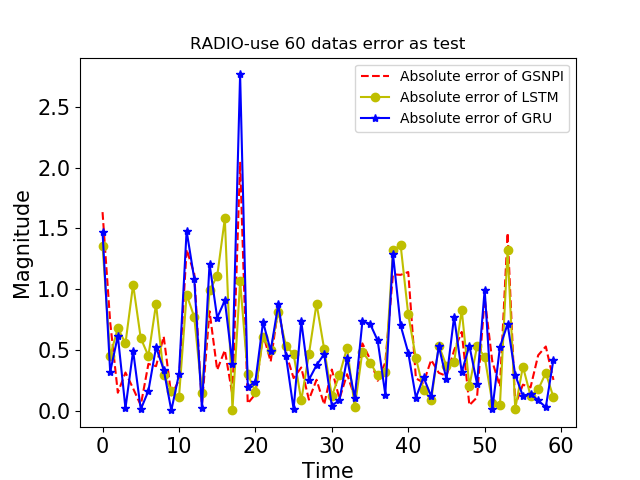 RADIO-use 60 datas error as test
Absolute error of GSNPI
Absolute error of LSTM
Absolute error of GRU
Magnitude
2.5
2.0
1.5
1.0
0.5
0.0
0 10 20 30 40 50 60
Time